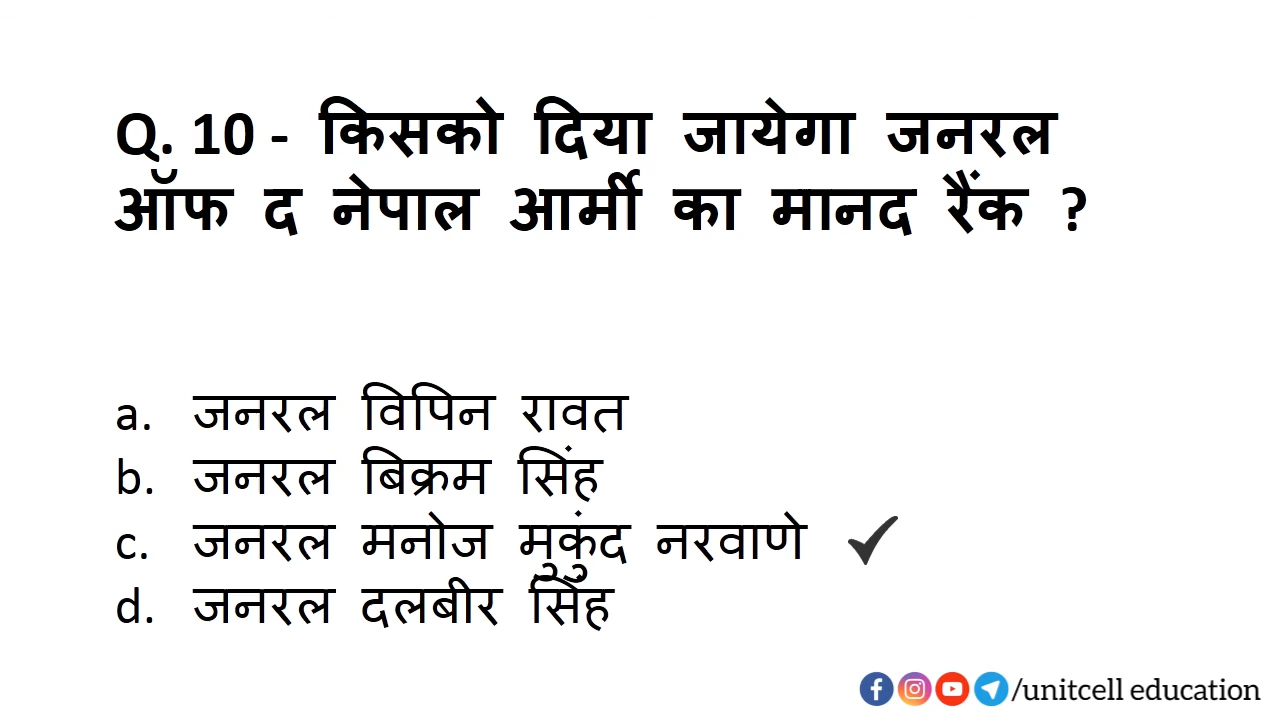 Q. 10 - किसको दिया जायेगा जनरल
ऑफ द नेपाल आर्मी का मानद रैंक ?
a. जनरल विपिन रावत
b. जनरल बिक्रम सिंह
c. जनरल मनोज मुकुंद नरवाणे ✓
d. जनरल दलबीर सिंह
/unitcell education